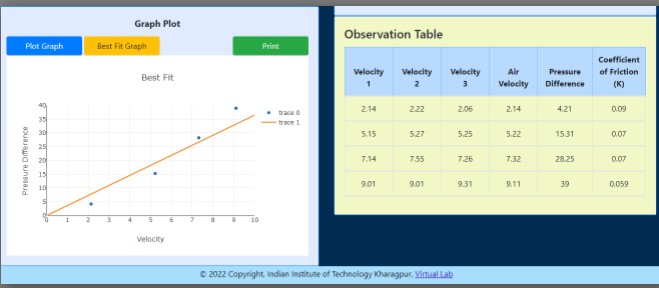 Graph Plot
Plot Graph Best Fit Graph Print
Best Fit
40
35
30
25
20
15
10
5
0
0 1 2 3 4 5 6 7 8 9 10
Pressure Difference
Velocity
trace 0
trace 1
Observation Table
Velocity 1 Velocity 2 Velocity 3 Air Velocity Pressure Difference Coefficient of Friction (K)
2.14 2.22 2.06 2.14 4.21 0.09
5.15 5.27 5.25 5.22 15.31 0.07
7.14 7.55 7.26 7.32 28.25 0.07
9.01 9.01 9.31 9.11 39 0.059
© 2022 Copyright, Indian Institute of Technology Kharagpur, Virtual Lab